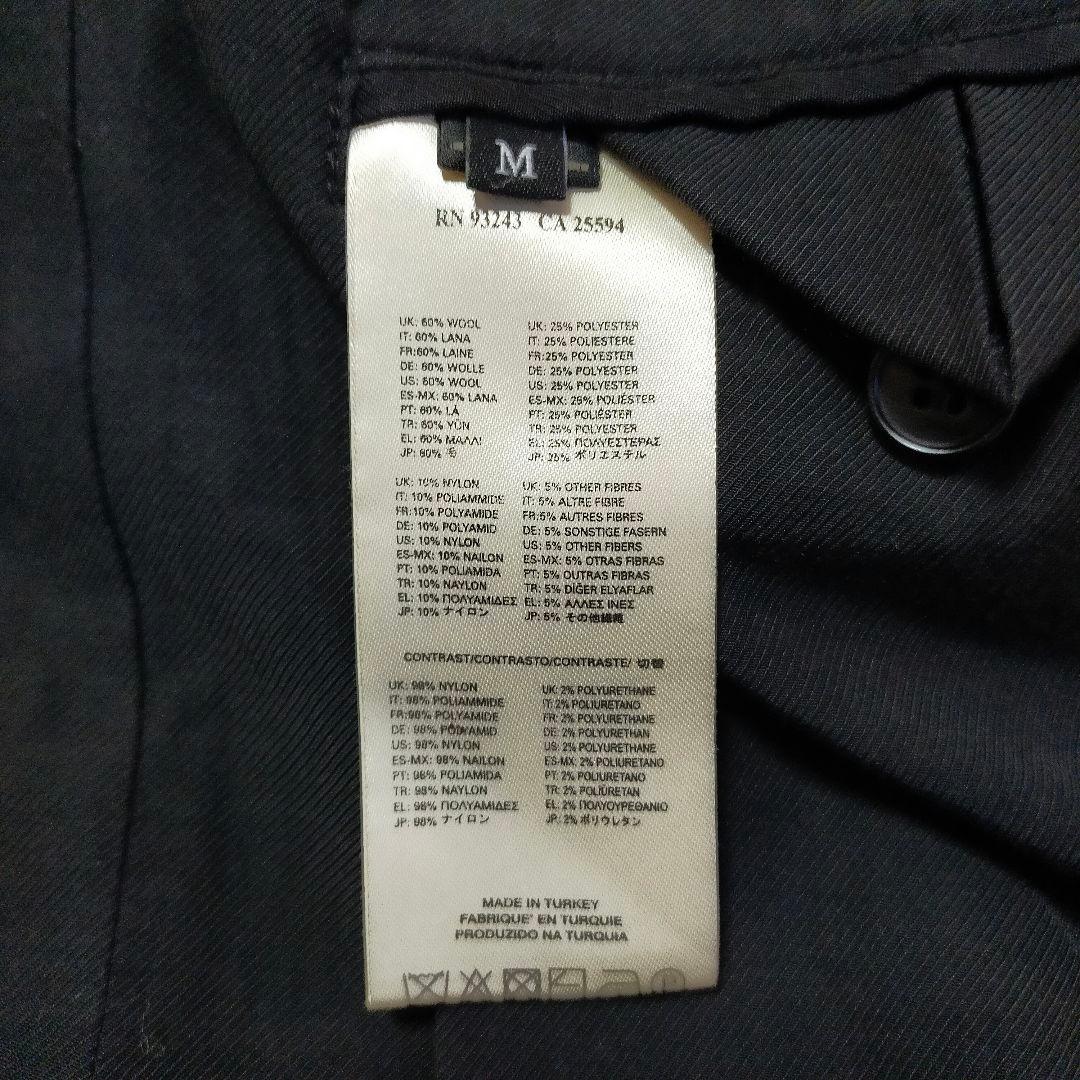 M
RN 93243 CA 25594
UK: 60% WOOL
IT: 60% LANA
FR:60% LAINE
DE: 60% WOLLE
US: 60% WOOL
ES-MX: 60% LANA
PT: 60% LÃ
TR: 60% YÜN
EL: 60% ΜΑΛΛΙ
JP: 60% 毛
UK: 25% POLYESTER
IT: 25% POLIESTERE
FR:25% POLYESTER
DE: 25% POLYESTER
US: 25% POLYESTER
ES-MX: 25% POLIÉSTER
PT: 25% POLIÉSTER
TR: 25% POLYESTER
EL: 25% ΠΟΛΥΕΣΤΕΡΑΣ
JP: 25% ポリエステル
UK: 10% NYLON
IT: 10% POLIAMMIDE
FR:10% POLYAMIDE
DE: 10% POLYAMID
US: 10% NYLON
ES-MX: 10% NAILON
PT: 10% POLIAMIDA
TR: 10% NAYLON
EL: 10% ΠΟΛΥΑΜΙΔΕΣ
JP: 10% ナイロン
UK: 5% OTHER FIBRES
IT: 5% ALTRE FIBRE
FR:5% AUTRES FIBRES
DE: 5% SONSTIGE FASERN
US: 5% OTHER FIBERS
ES-MX: 5% OTRAS FIBRAS
PT: 5% OUTRAS FIBRAS
TR: 5% DİĞER ELYAFLAR
EL: 5% ΑΛΛΕΣ ΙΝΕΣ
JP: 5% その他繊維
CONTRAST/CONTRASTO/CONTRASTE/ 切替
UK: 98% NYLON
IT: 98% POLIAMMIDE
FR:98% POLYAMIDE
DE: 98% POLYAMID
US: 98% NYLON
ES-MX: 98% NAILON
PT: 98% POLIAMIDA
TR: 98% NAYLON
EL: 98% ΠΟΛΥΑΜΙΔΕΣ
JP: 98% ナイロン
UK: 2% POLYURETHANE
IT: 2% POLIURETANO
FR: 2% POLYURETHANE
DE: 2% POLYURETHAN
US: 2% POLYURETHANE
ES-MX: 2% POLIURETANO
PT: 2% POLIURETANO
TR: 2% POLİÜRETAN
EL: 2% ΠΟΛΥΟΥΡΕΘΑΝΙΟ
JP: 2% ポリウレタン
MADE IN TURKEY
FABRIQUE' EN TURQUIE
PRODUZIDO NA TURQUIA